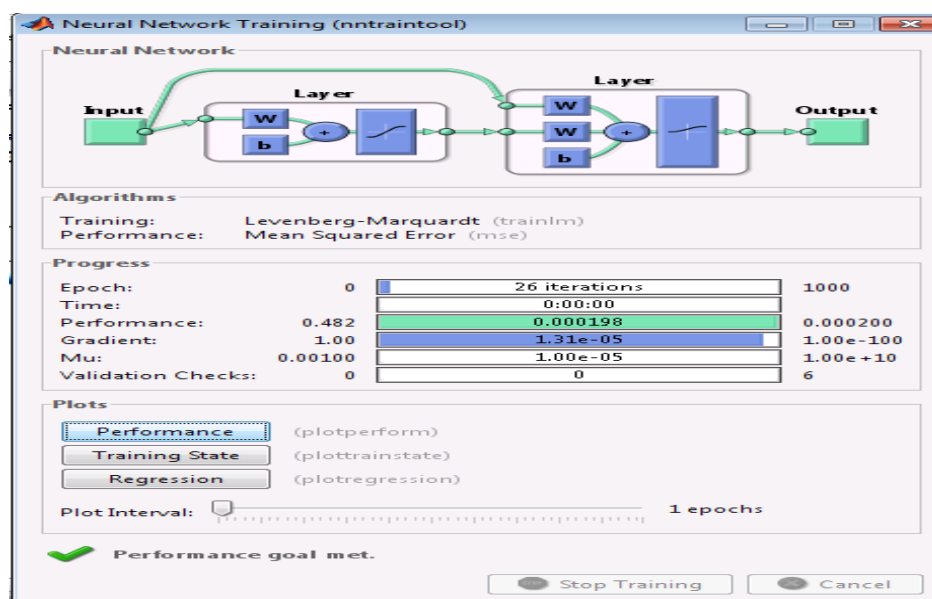 Neural Network Training (nntraintool)
Neural Network
Layer
Layer
Input
Output
W
b
+
W
W
b
+
Algorithms
Training: Levenberg-Marquardt (trainlm)
Performance: Mean Squared Error (mse)
Progress
Epoch: 0 26 iterations 1000
Time: 0:00:00
Performance: 0.482 0.000198 0.000200
Gradient: 1.00 1.31e-05 1.00e-100
Mu: 0.00100 1.00e-05 1.00e+10
Validation Checks: 0 0 6
Plots
Performance (plotperform)
Training State (plottrainstate)
Regression (plotregression)
Plot Interval: 1 epochs
Performance goal met.
Stop Training Cancel